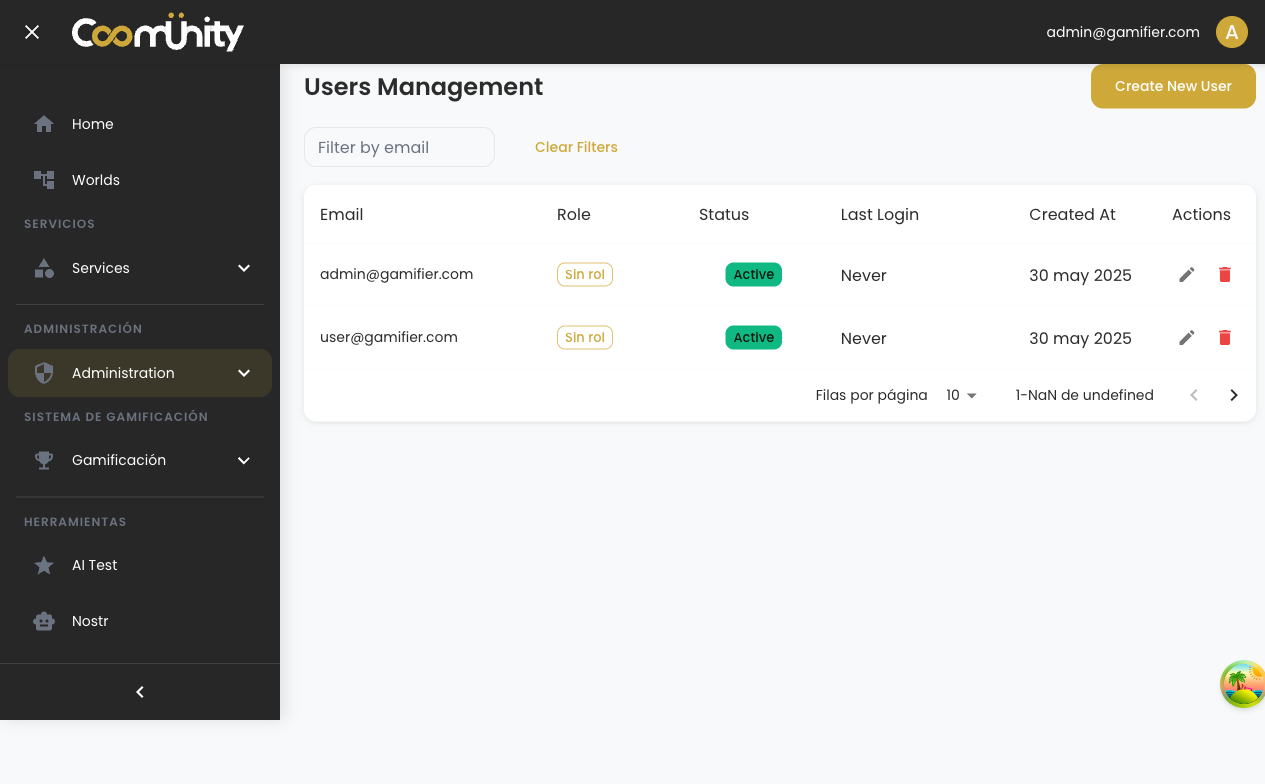 Coomünity
admin@gamifier.com
A
Home
Worlds
SERVICIOS
Services
ADMINISTRACIÓN
Administration
SISTEMA DE GAMIFICACIÓN
Gamificación
HERRAMIENTAS
AI Test
Nostr
Users Management
Create New User
Filter by email
Clear Filters
Email Role Status Last Login Created At Actions
admin@gamifier.com Sin rol Active Never 30 may 2025
user@gamifier.com Sin rol Active Never 30 may 2025
Filas por página 10 1-NaN de undefined